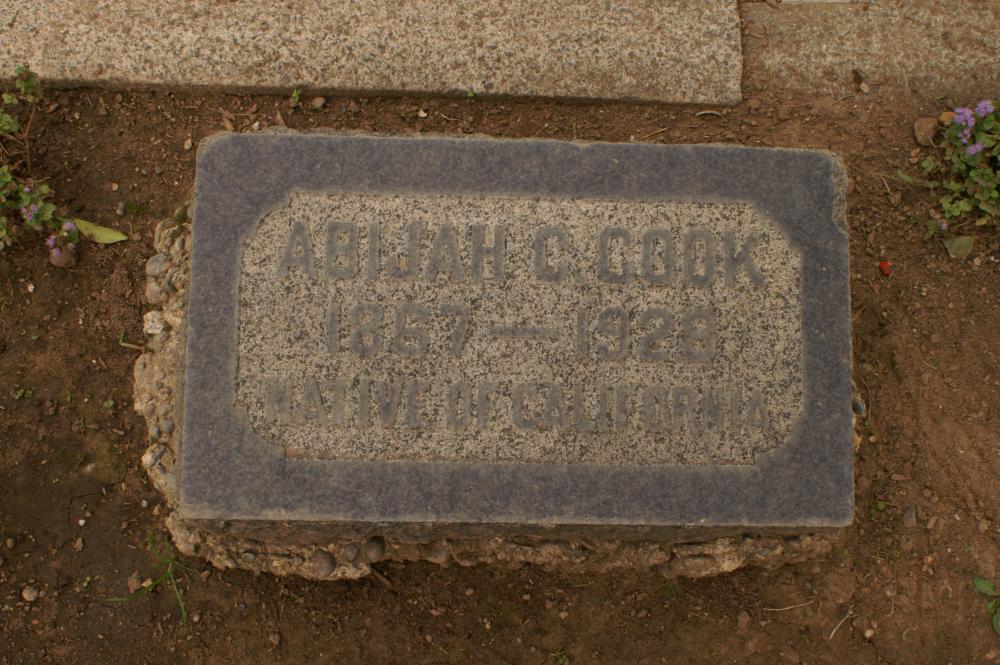 ABIJAH C. COOK
1867 — 1928
NATIVE OF CALIFORNIA